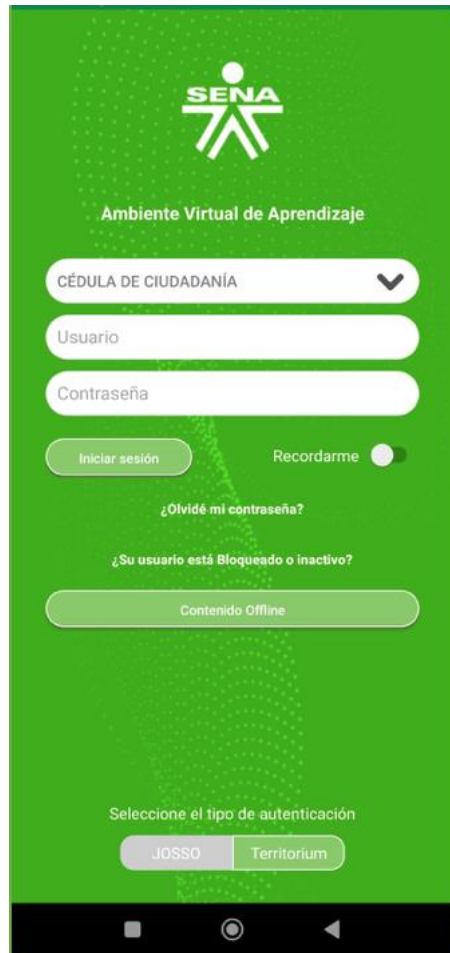 SENA
Ambiente Virtual de Aprendizaje
CÉDULA DE CIUDADANÍA
Usuario
Contraseña
Iniciar sesión
Recordarme
¿Olvidé mi contraseña?
¿Su usuario está Bloqueado o inactivo?
Contenido Offline
Seleccione el tipo de autenticación
JOSSO
Territorium